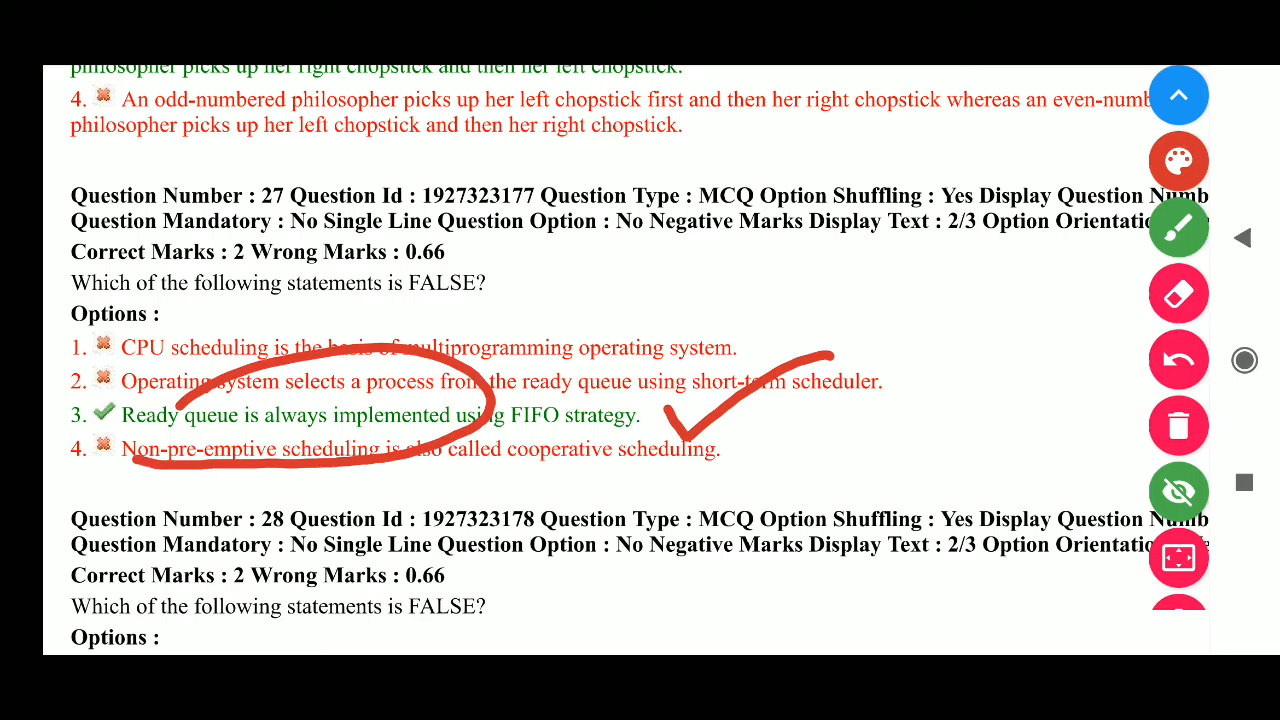 philosopher picks up her right chopstick and then her left chopstick.
4. An odd-numbered philosopher picks up her left chopstick first and then her right chopstick whereas an even-numb
philosopher picks up her left chopstick and then her right chopstick.
Question Number : 27 Question Id : 1927323177 Question Type : MCQ Option Shuffling : Yes Display Question Numb
Question Mandatory : No Single Line Question Option : No Negative Marks Display Text : 2/3 Option Orientatio
Correct Marks : 2 Wrong Marks : 0.66
Which of the following statements is FALSE?
Options :
1. CPU scheduling is the basis of multiprogramming operating system.
2. Operating system selects a process from the ready queue using short-term scheduler.
3. Ready queue is always implemented using FIFO strategy.
4. Non-pre-emptive scheduling is also called cooperative scheduling.
Question Number : 28 Question Id : 1927323178 Question Type : MCQ Option Shuffling : Yes Display Question Numb
Question Mandatory : No Single Line Question Option : No Negative Marks Display Text : 2/3 Option Orientatio
Correct Marks : 2 Wrong Marks : 0.66
Which of the following statements is FALSE?
Options :